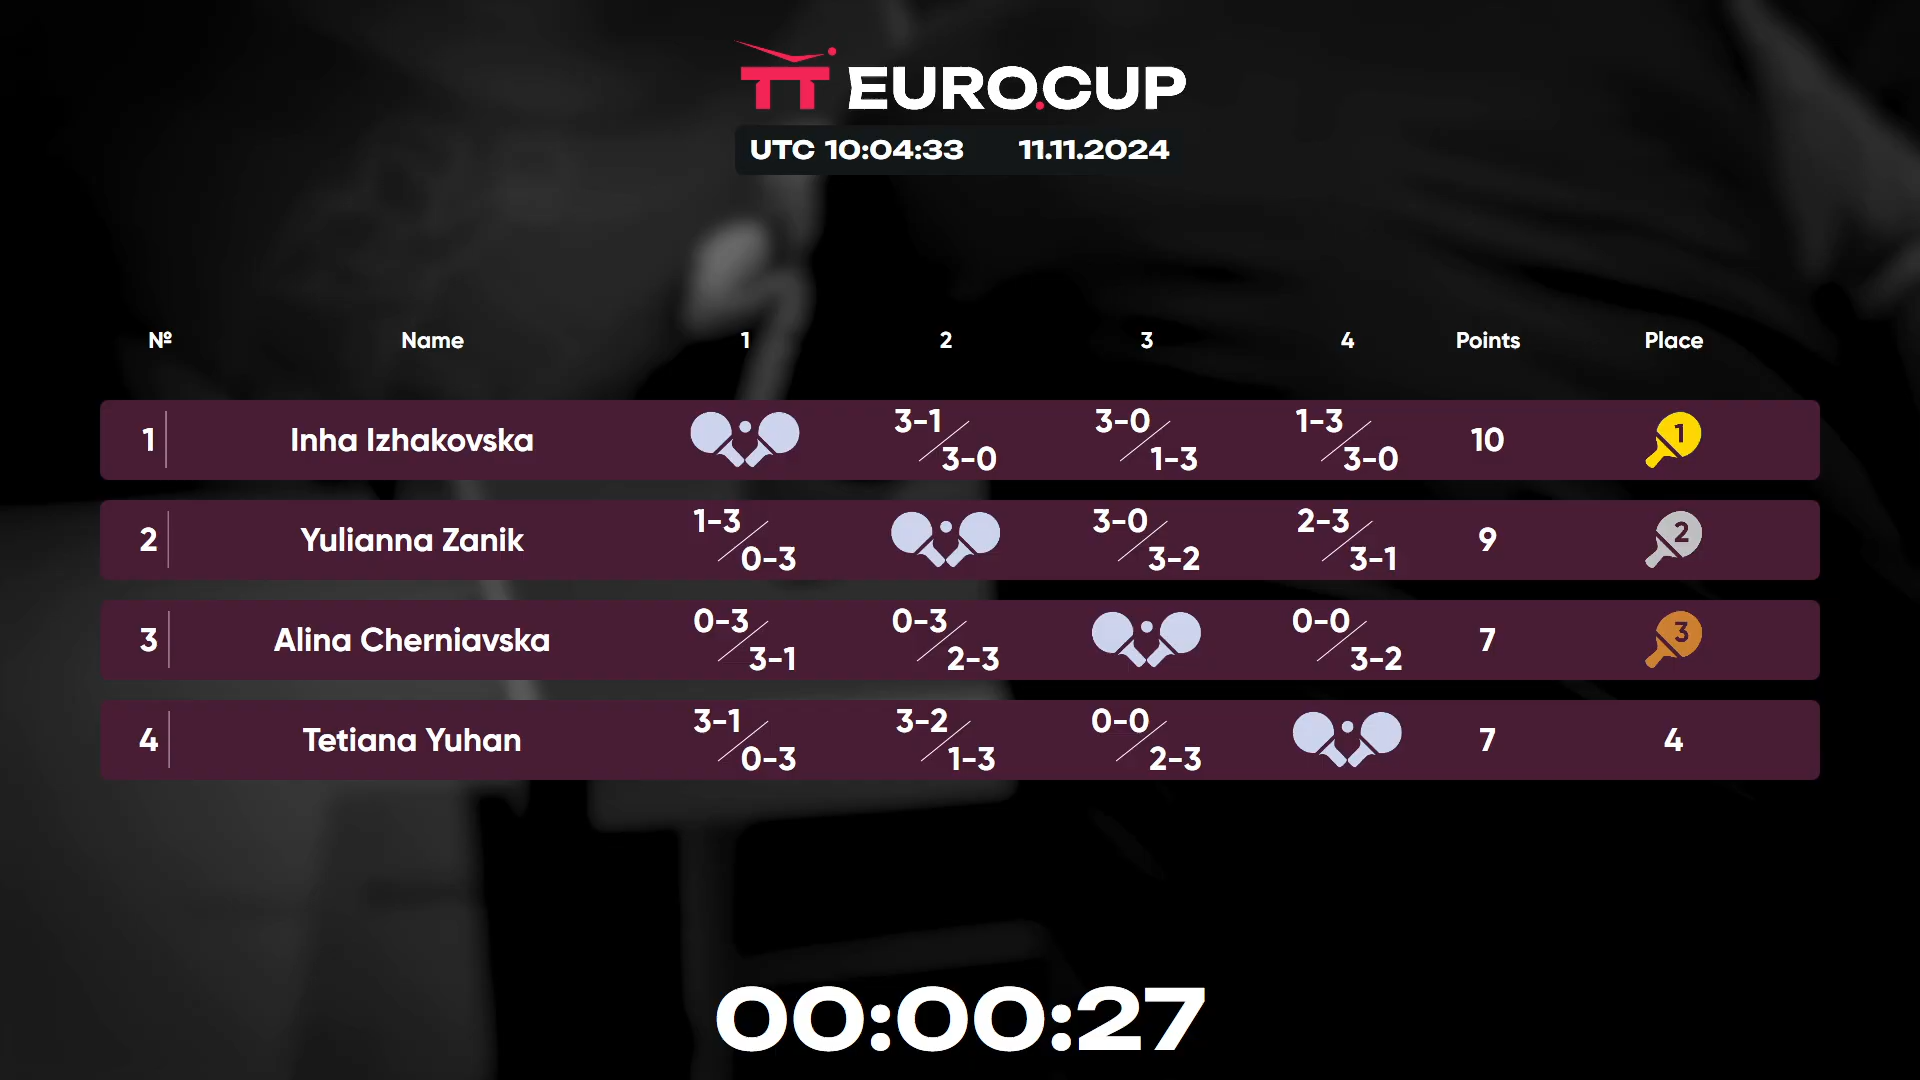 TT EURO.CUP
UTC 10:04:33 11.11.2024
№ Name 1 2 3 4 Points Place
1 Inha Izhakovska 3-1 3-0 3-0 1-3 1-3 3-0 10 1
2 Yulianna Zanik 1-3 0-3 3-0 3-2 2-3 3-1 9 2
3 Alina Cherniavska 0-3 3-1 0-3 2-3 0-0 3-2 7 3
4 Tetiana Yuhan 3-1 0-3 3-2 1-3 0-0 2-3 7 4
00:00:27